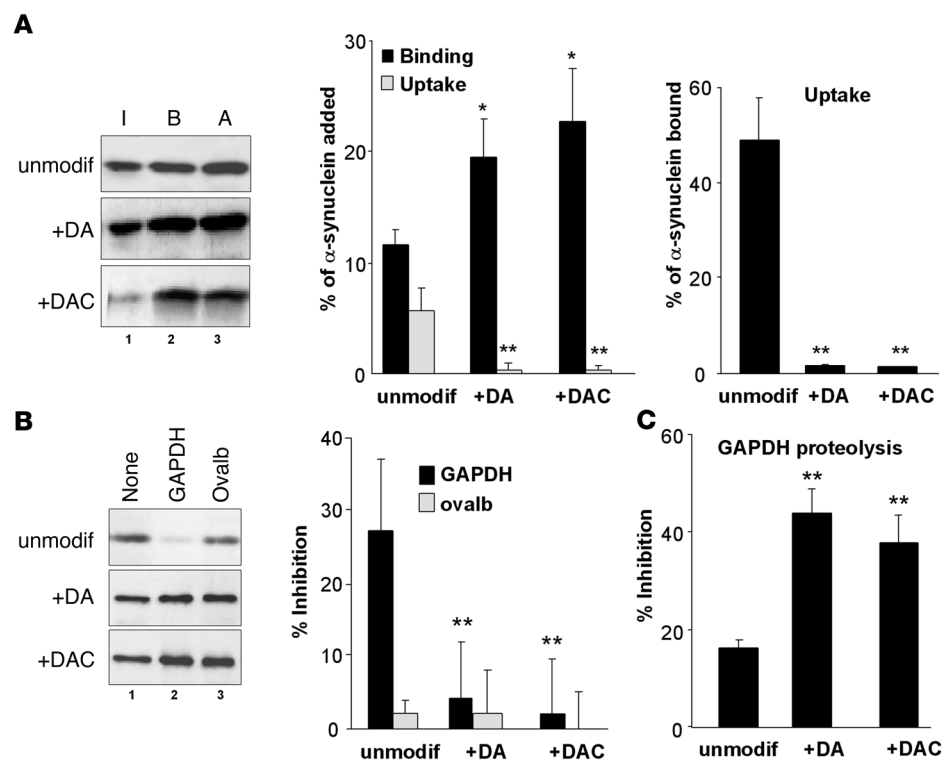 A
I B A
unmodif
+DA
+DAC
1 2 3
% of α-synuclein added
30
20
10
0
Binding
Uptake
*
*
**
**
unmodif +DA +DAC
% of α-synuclein bound
60
40
20
0
Uptake
** **
unmodif +DA +DAC
B
None GAPDH Ovalb
unmodif
+DA
+DAC
1 2 3
% Inhibition
40
30
20
10
0
GAPDH
ovalb
**
**
unmodif +DA +DAC
C
% Inhibition
60
40
20
0
GAPDH proteolysis
**
**
unmodif +DA +DAC